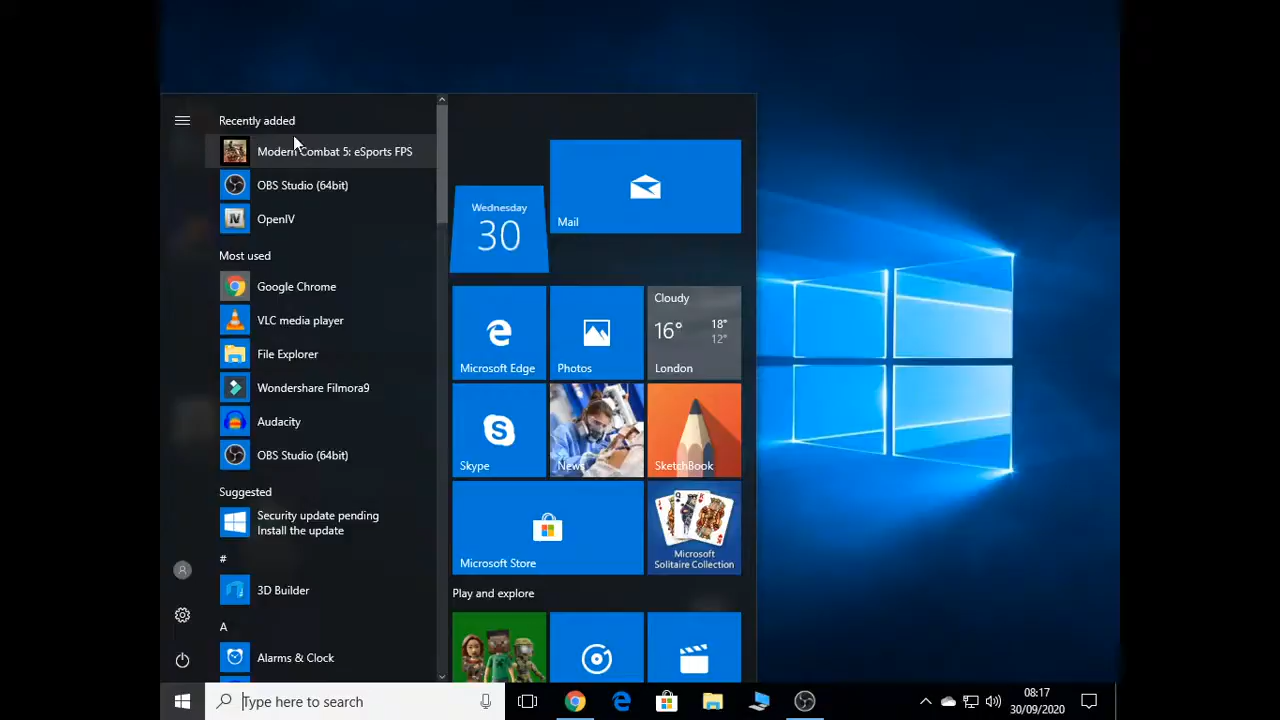 Recently added
Modern Combat 5: eSports FPS
OBS Studio (64bit)
OpenIV
Most used
Google Chrome
VLC media player
File Explorer
Wondershare Filmora9
Audacity
OBS Studio (64bit)
Suggested
Security update pending
Install the update
#
3D Builder
A
Alarms & Clock
Wednesday
30
Mail
Microsoft Edge
Photos
Cloudy
16°
18°
12°
London
Skype
News
SketchBook
Microsoft Store
Microsoft
Solitaire Collection
Play and explore
Type here to search
08:17
30/09/2020